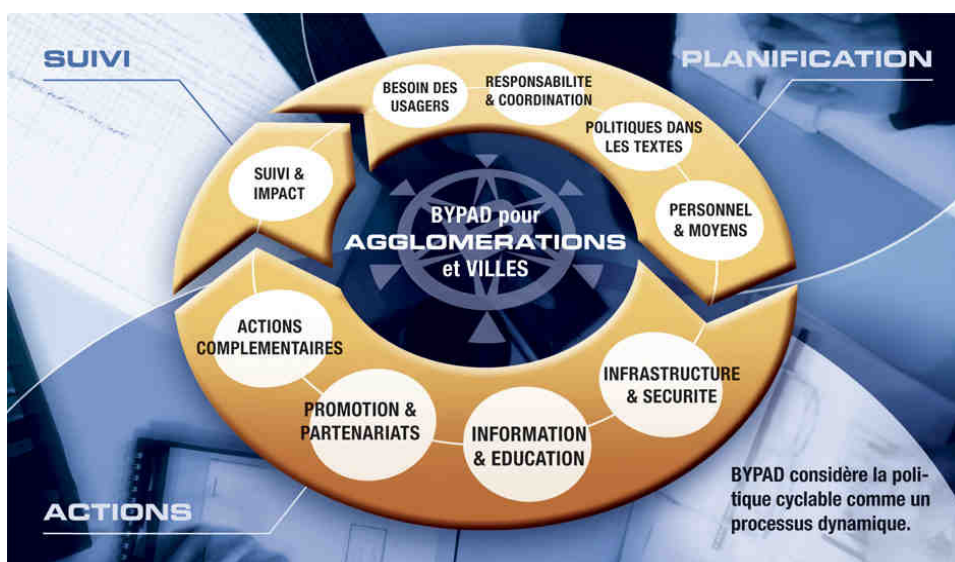 SUIVI
PLANIFICATION
BESOIN DES
USAGERS
RESPONSABILITE
& COORDINATION
POLITIQUES DANS
LES TEXTES
PERSONNEL
& MOYENS
SUIVI &
IMPACT
BYPAD pour
AGGLOMERATIONS
et VILLES
ACTIONS
COMPLEMENTAIRES
INFRASTRUCTURE
& SECURITE
PROMOTION &
PARTENARIATS
INFORMATION
& EDUCATION
ACTIONS
BYPAD considère la poli-
tique cyclable comme un
processus dynamique.